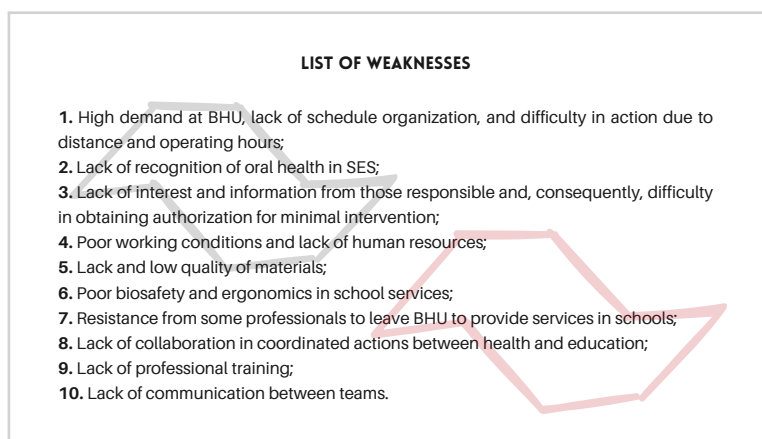 LIST OF WEAKNESSES
1. High demand at BHU, lack of schedule organization, and difficulty in action due to
distance and operating hours;
2. Lack of recognition of oral health in SES;
3. Lack of interest and information from those responsible and, consequently, difficulty
in obtaining authorization for minimal intervention;
4. Poor working conditions and lack of human resources;
5. Lack and low quality of materials;
6. Poor biosafety and ergonomics in school services;
7. Resistance from some professionals to leave BHU to provide services in schools;
8. Lack of collaboration in coordinated actions between health and education;
9. Lack of professional training;
10. Lack of communication between teams.